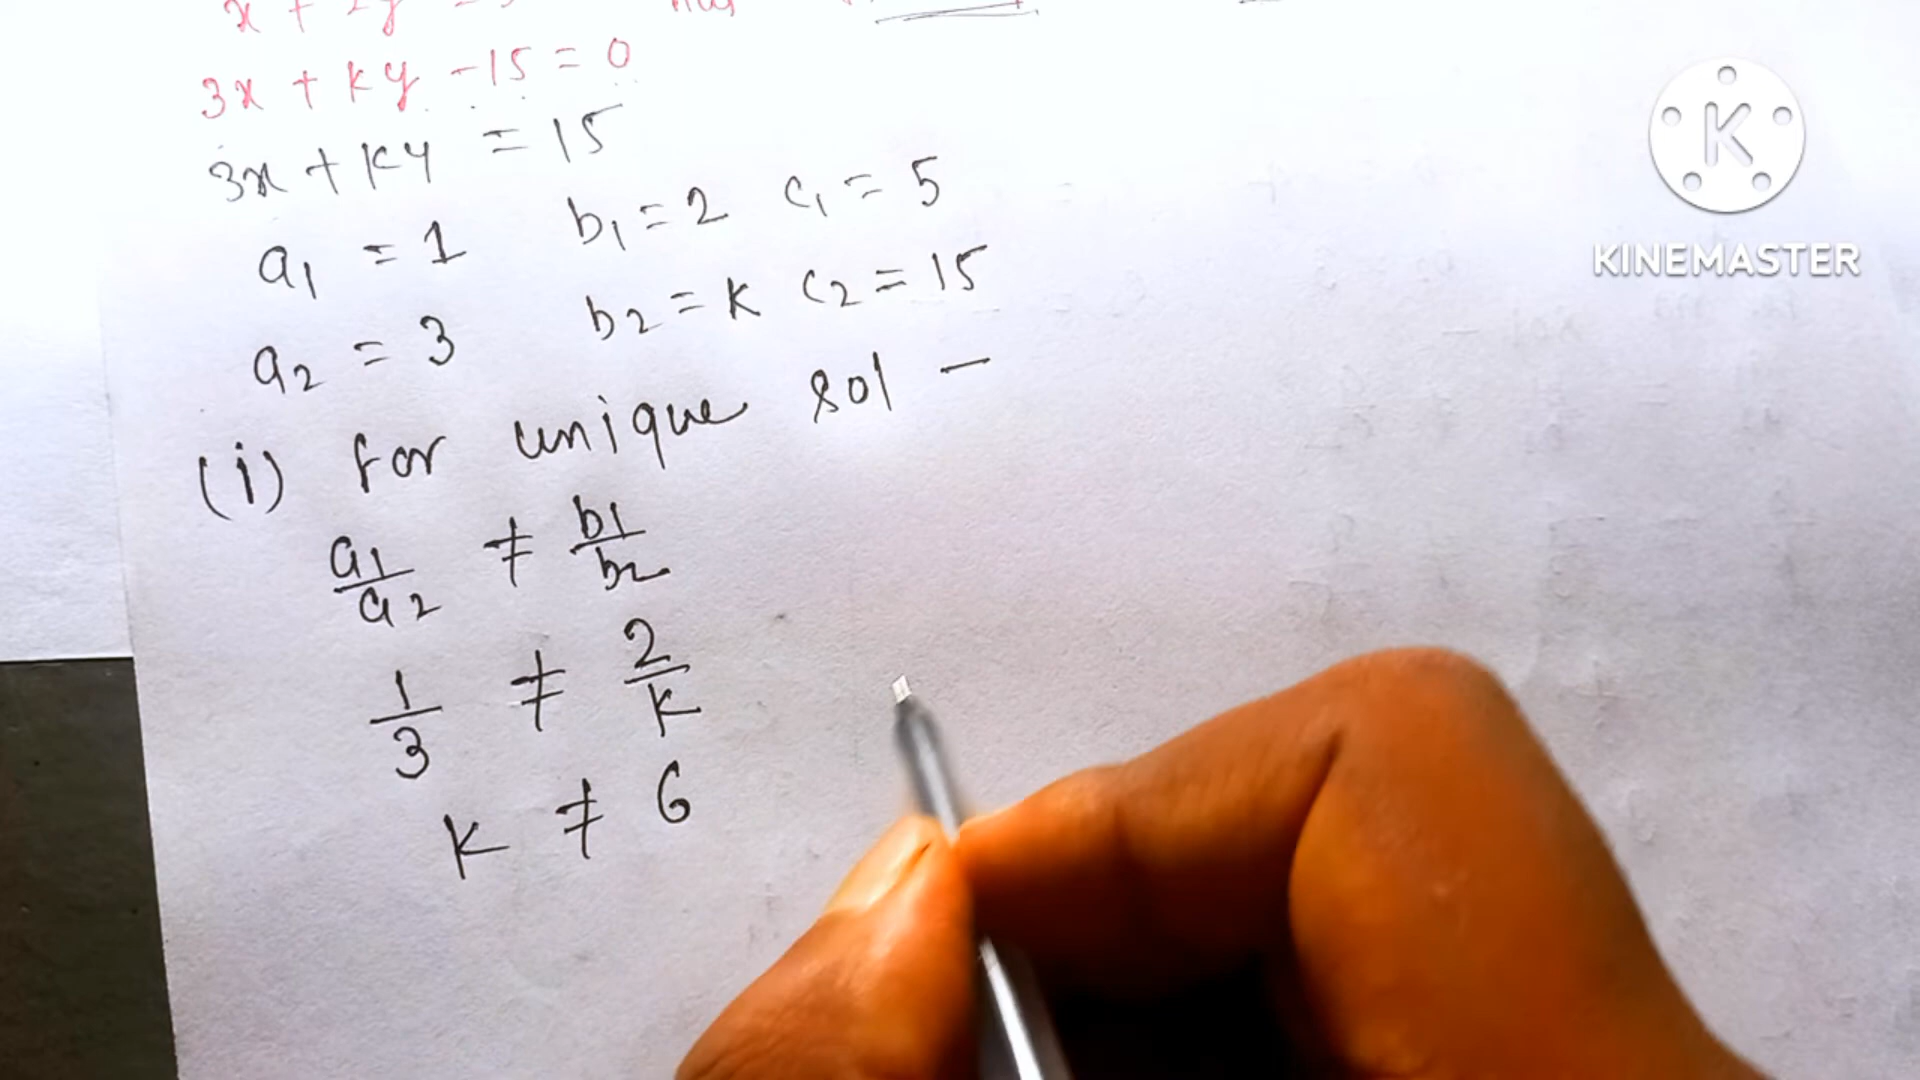 3x + ky - 15 = 0
3x + ky = 15
a1 = 1 b1 = 2 c1 = 5
a2 = 3 b2 = k c2 = 15
(i) for unique sol —
a1/a2 ≠ b1/b2
1/3 ≠ 2/k
k ≠ 6
K
KINEMASTER